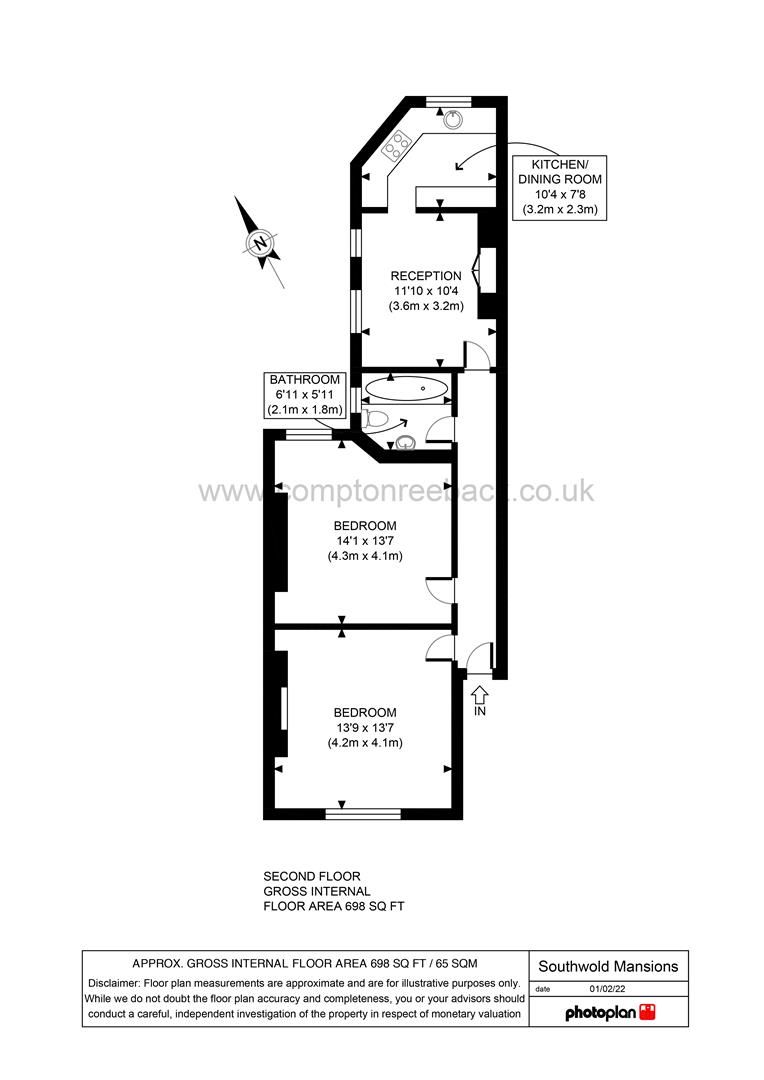 KITCHEN/
DINING ROOM
10'4 x 7'8
(3.2m x 2.3m)
N
RECEPTION
11'10 x 10'4
(3.6m x 3.2m)
BATHROOM
6'11 x 5'11
(2.1m x 1.8m)
www.comptonreeback.co.uk
BEDROOM
14'1 x 13'7
(4.3m x 4.1m)
BEDROOM
13'9 x 13'7
(4.2m x 4.1m)
IN
SECOND FLOOR
GROSS INTERNAL
FLOOR AREA 698 SQ FT
APPROX. GROSS INTERNAL FLOOR AREA 698 SQ FT / 65 SQM
Disclaimer: Floor plan measurements are approximate and are for illustrative purposes only.
While we do not doubt the floor plan accuracy and completeness, you or your advisors should
conduct a careful, independent investigation of the property in respect of monetary valuation
Southwold Mansions
date 01/02/22
photoplan